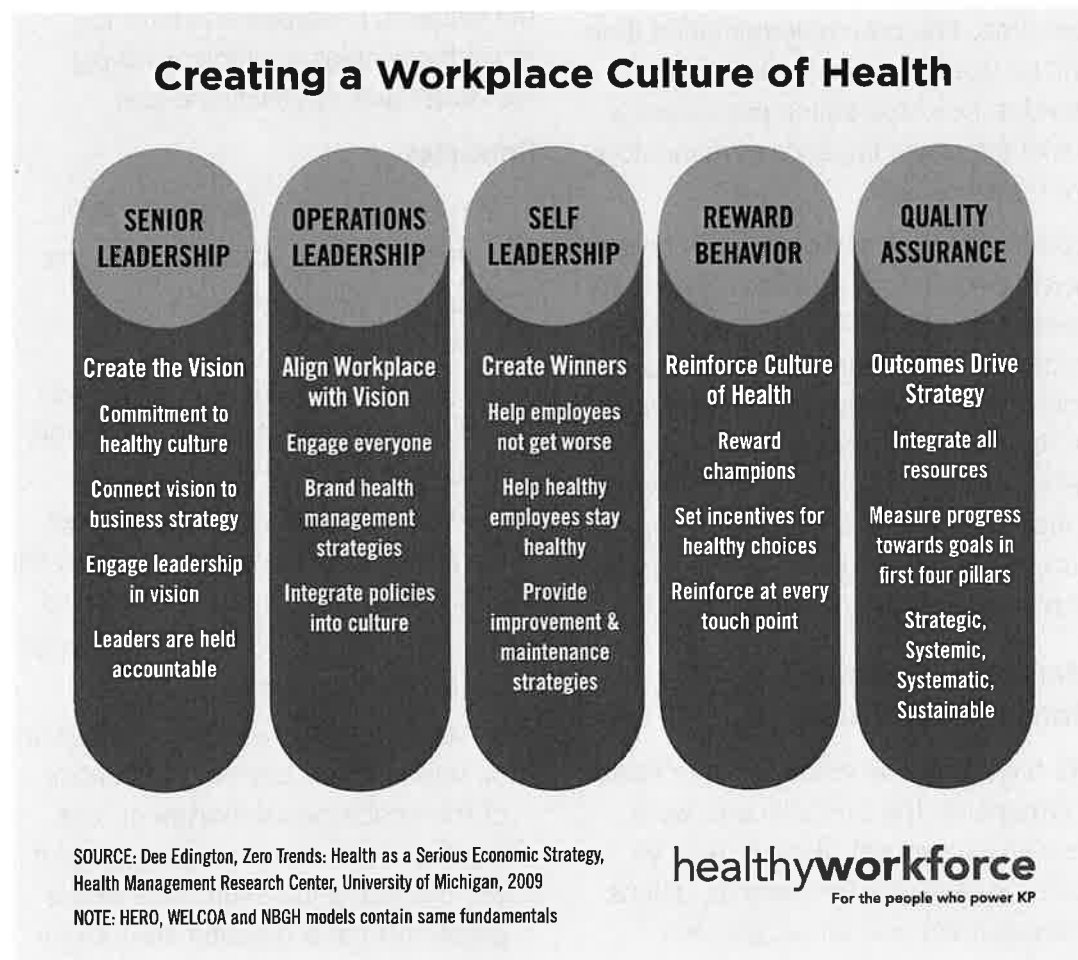 Creating a Workplace Culture of Health
SENIOR
LEADERSHIP
Create the Vision
Commitment to
healthy culture
Connect vision to
business strategy
Engage leadership
in vision
Leaders are held
accountable
OPERATIONS
LEADERSHIP
Align Workplace
with Vision
Engage everyone
Brand health
management
strategies
Integrate policies
into culture
SELF
LEADERSHIP
Create Winners
Help employees
not get worse
Help healthy
employees stay
healthy
Provide
improvement &
maintenance
strategies
REWARD
BEHAVIOR
Reinforce Culture
of Health
Reward
champions
Set incentives for
healthy choices
Reinforce at every
touch point
QUALITY
ASSURANCE
Outcomes Drive
Strategy
Integrate all
resources
Measure progress
towards goals in
first four pillars
Strategic,
Systemic,
Systematic,
Sustainable
SOURCE: Dee Edington, Zero Trends: Health as a Serious Economic Strategy,
Health Management Research Center, University of Michigan, 2009
NOTE: HERO, WELCOA and NBGH models contain same fundamentals
healthyworkforce
For the people who power KP